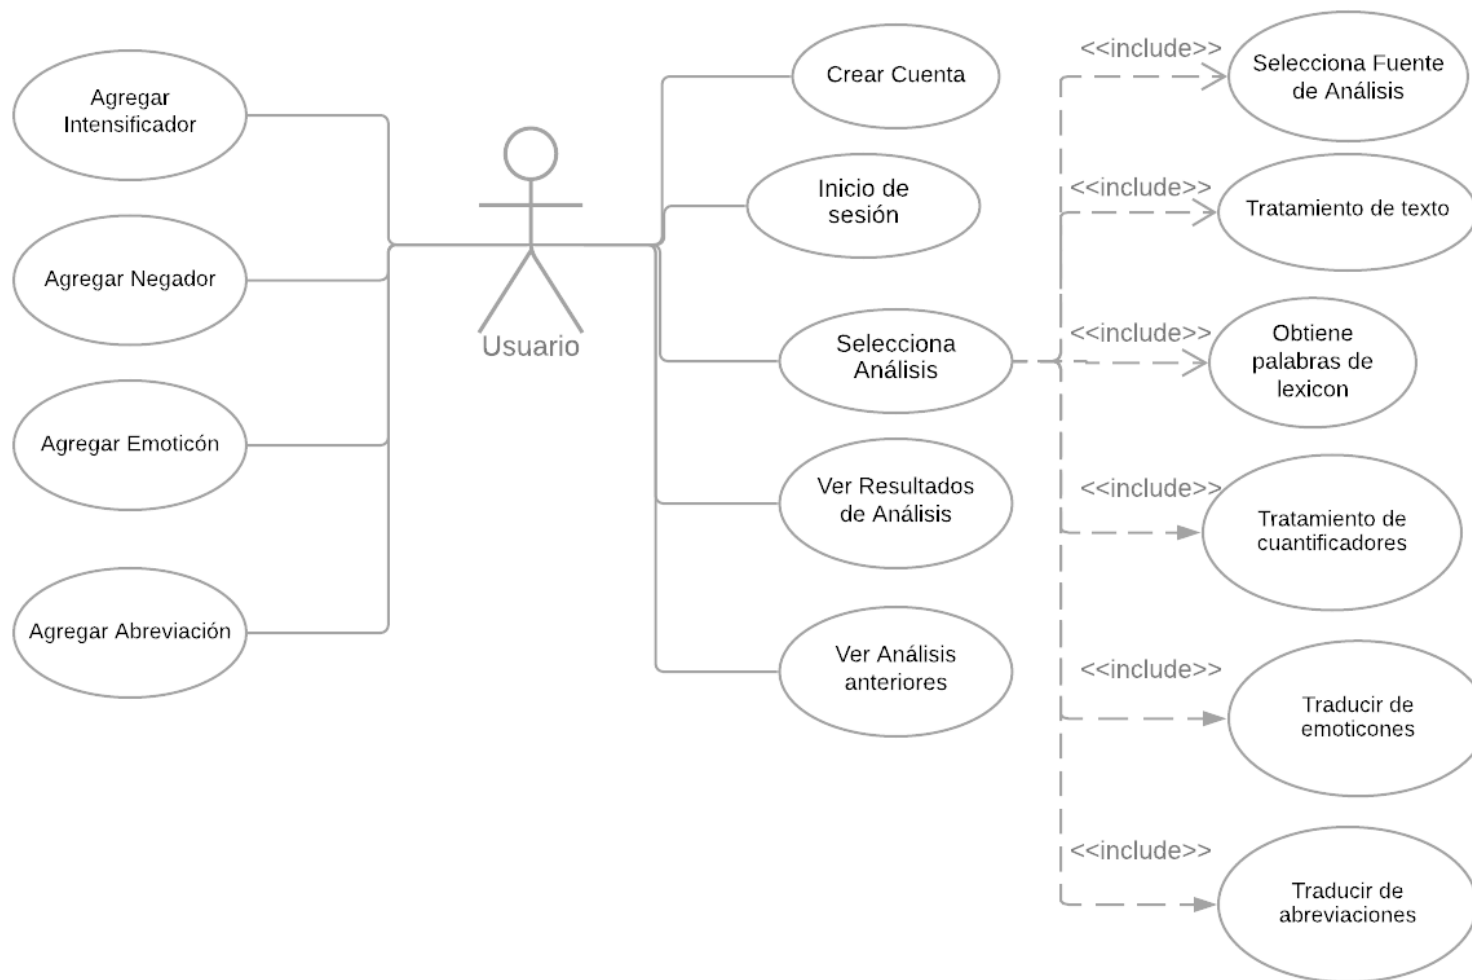 Agregar
Intensificador
Agregar Negador
Agregar Emoticón
Agregar Abreviación
Usuario
Crear Cuenta
Inicio de
sesión
Selecciona
Análisis
Ver Resultados
de Análisis
Ver Análisis
anteriores
<<include>>
Selecciona Fuente
de Análisis
<<include>>
Tratamiento de texto
<<include>>
Obtiene
palabras de
lexicon
<<include>>
Tratamiento de
cuantificadores
<<include>>
Traducir de
emoticones
<<include>>
Traducir de
abreviaciones